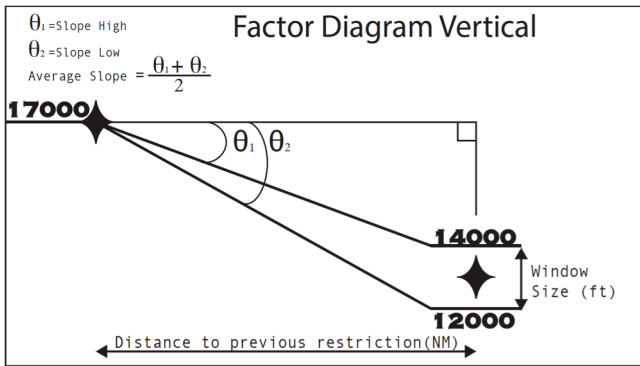 Factor Diagram Vertical
θ₁=Slope High
θ₂=Slope Low
Average Slope = θ₁ + θ₂
2
17000
θ₁ θ₂
14000
Window
Size (ft)
12000
Distance to previous restriction(NM)